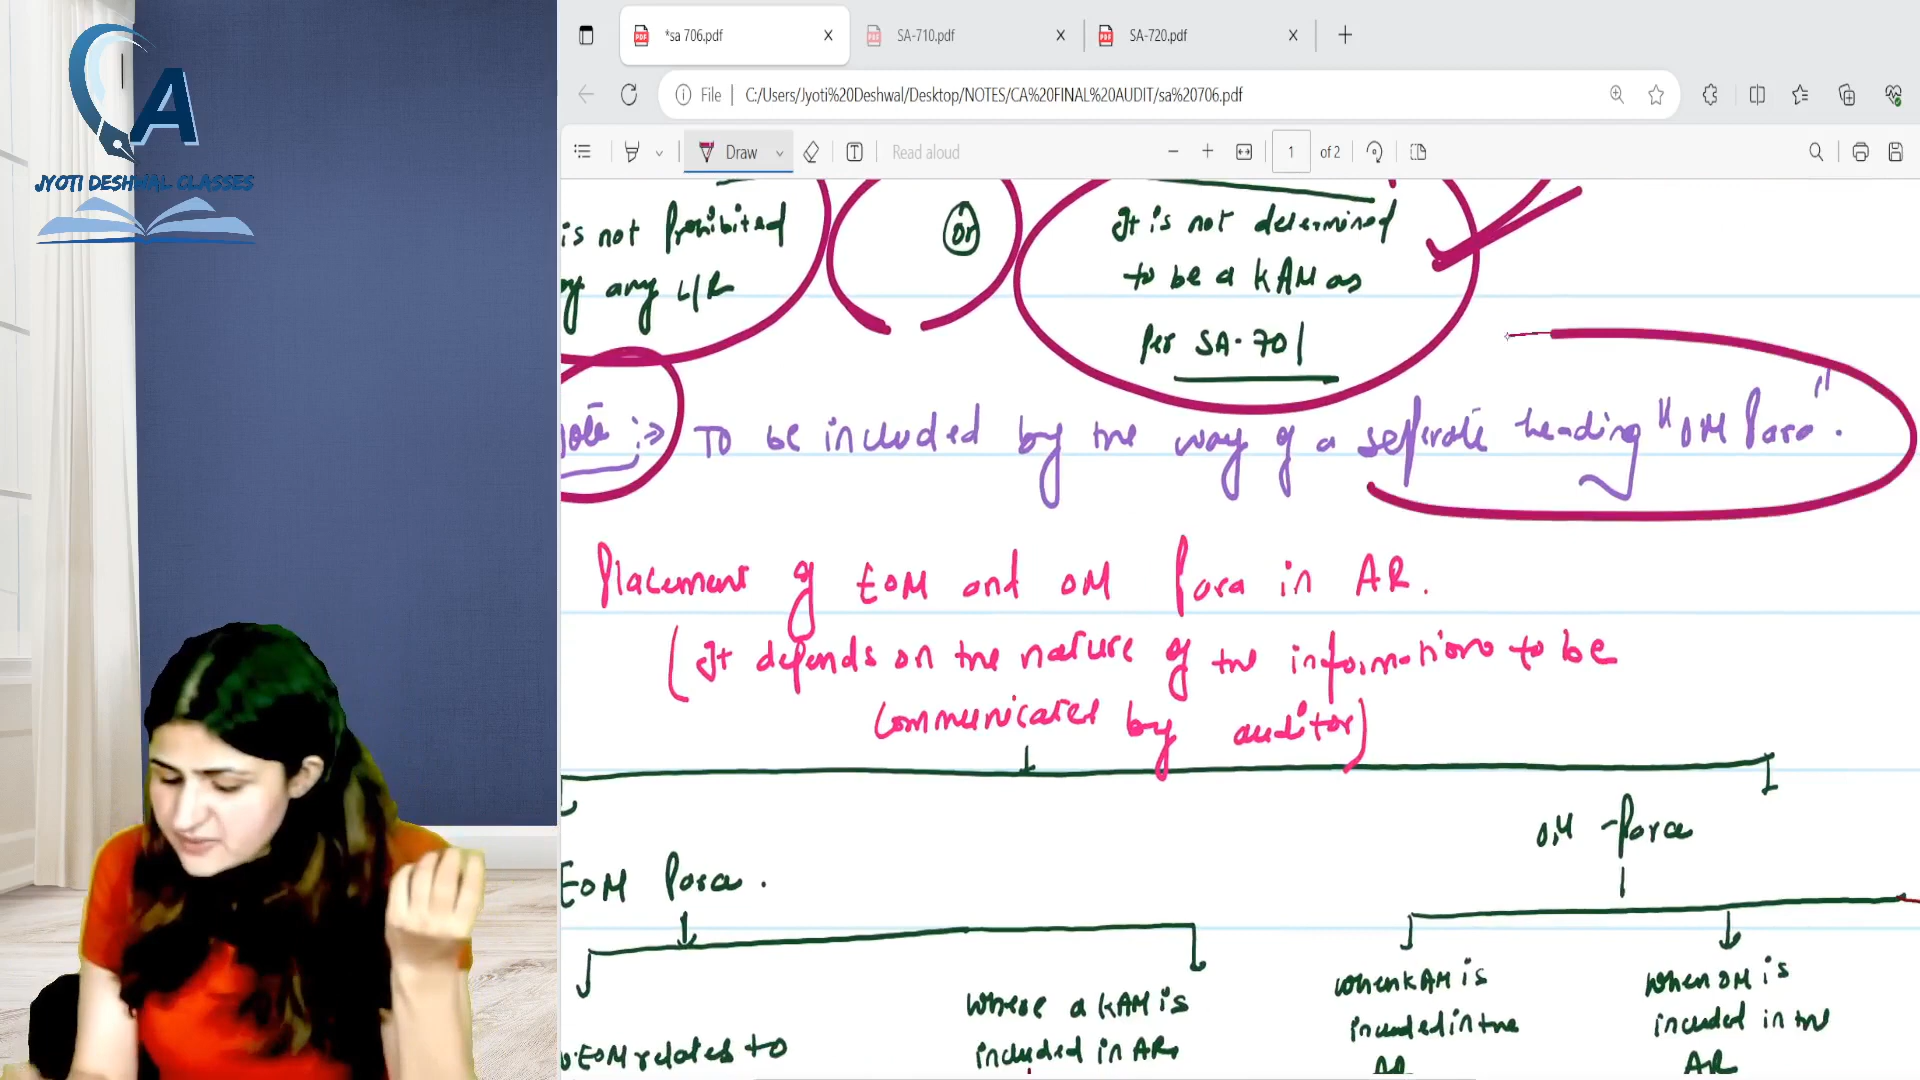 CA
JYOTI DESHWAL CLASSES
*sa 706.pdf
SA-710.pdf
SA-720.pdf
File
C:/Users/Jyoti%20Deshwal/Desktop/NOTES/CA%20FINAL%20AUDIT/sa%20706.pdf
Draw
Read aloud
1 of 2
is not Prohibited
by any L/R
or
It is not determined
to be a KAM as
Per SA-701
Note :-> To be included by the way of a seperate heading "OM Para".
Placement of EOM and OM Para in AR.
(It depends on the nature of the informations to be
communicated by auditor)
EOM Para.
OM-Para
EOM relates to
Where a KAM is
included in AR,
When KAM is
included in the
AR
When OM is
included in the
AR